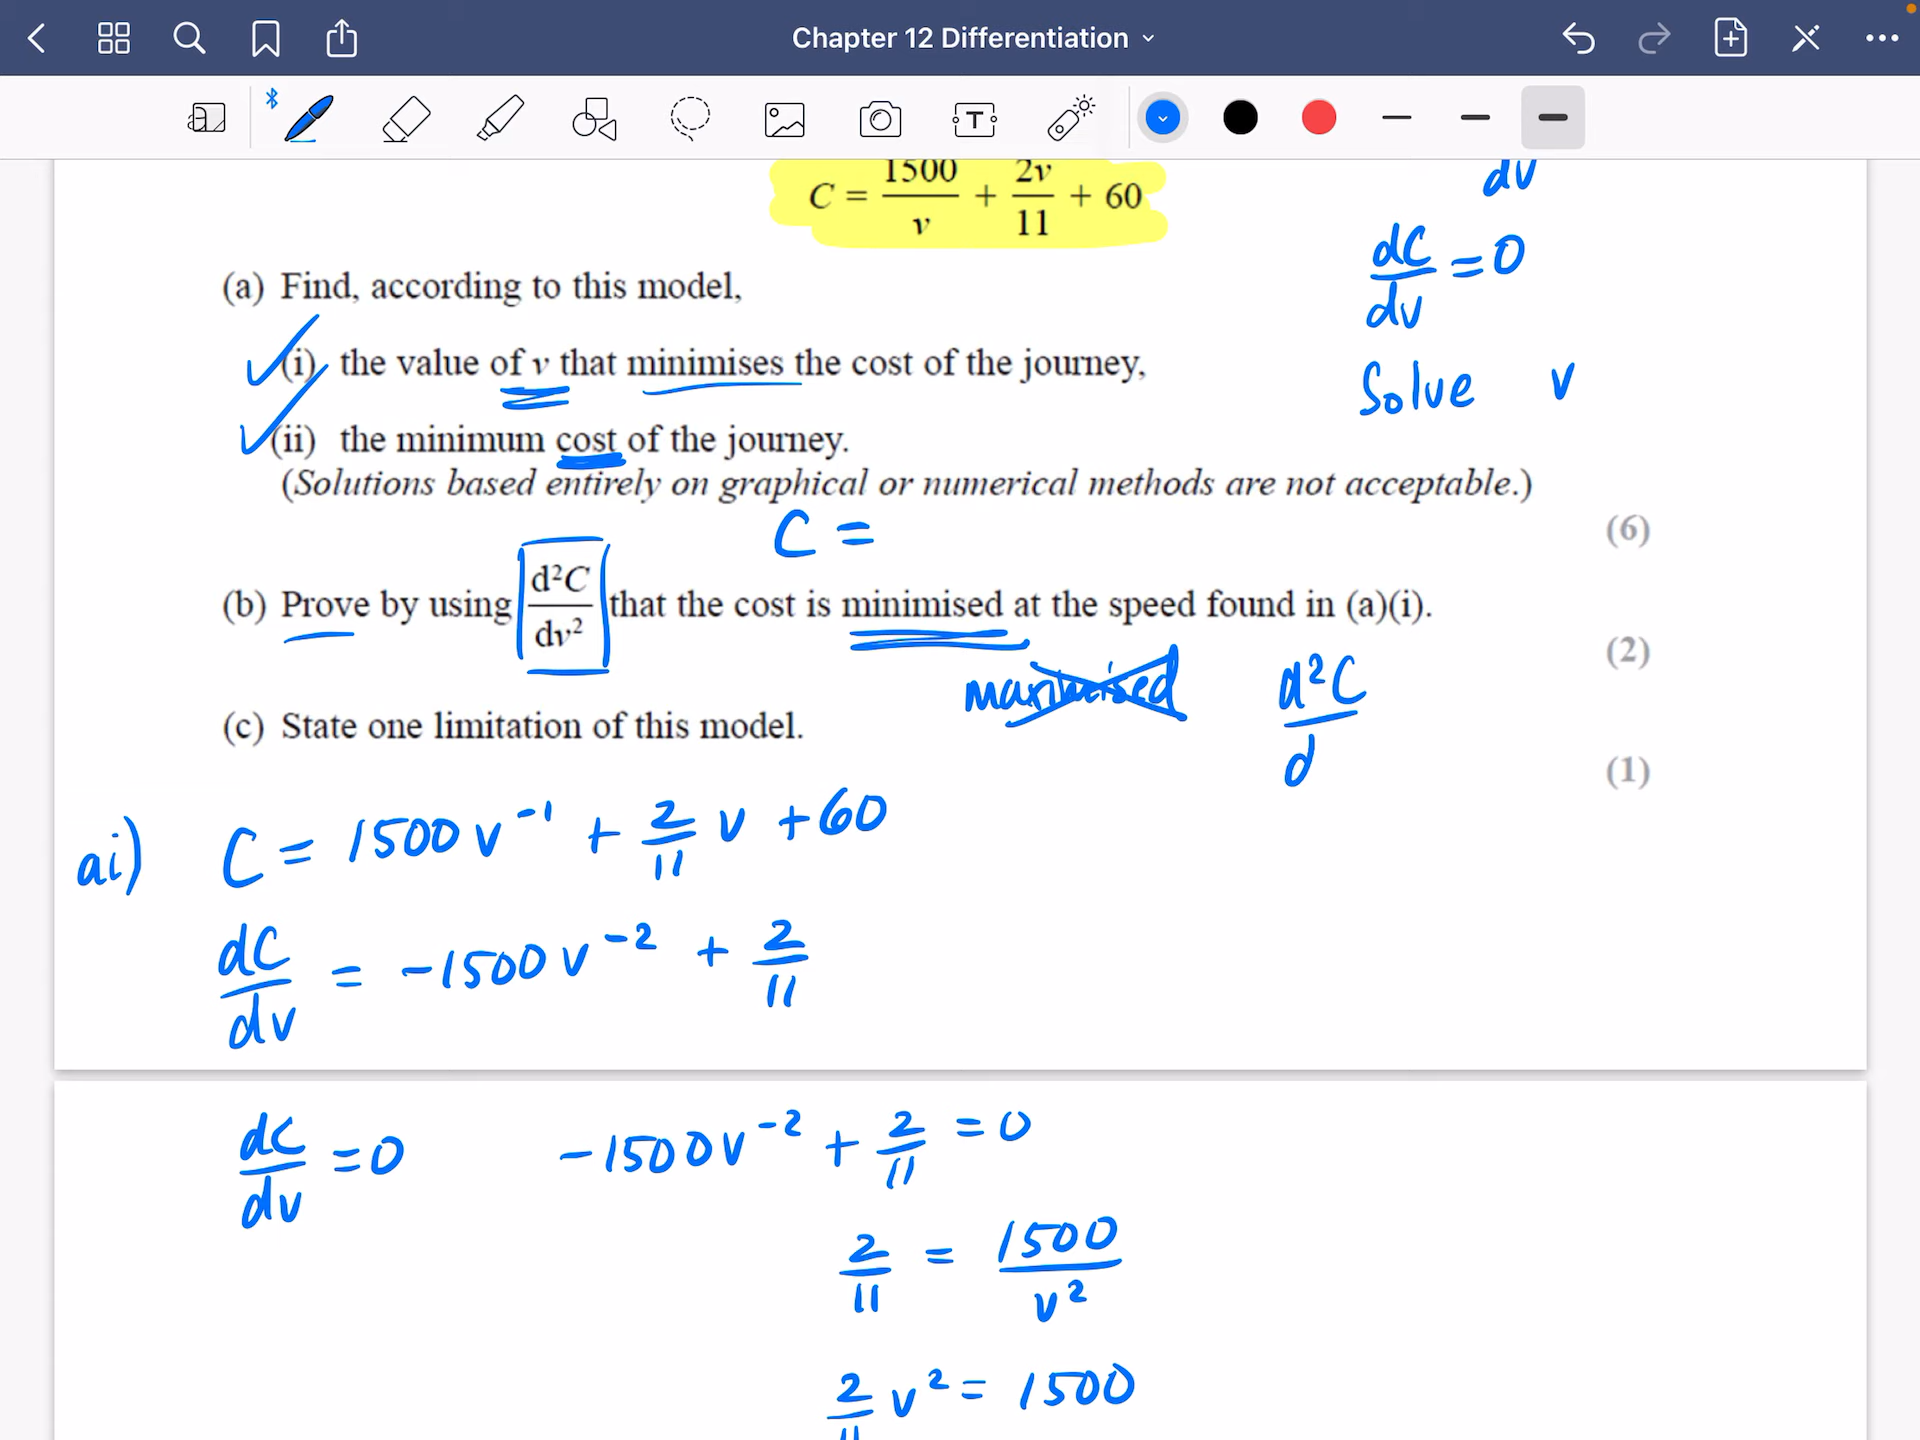 Chapter 12 Differentiation
C = 1500/v + 2v/11 + 60
dv
dC/dv = 0
Solve v
(a) Find, according to this model,
(i) the value of v that minimises the cost of the journey,
(ii) the minimum cost of the journey.
(Solutions based entirely on graphical or numerical methods are not acceptable.)
C =
(6)
(b) Prove by using d²C/dv² that the cost is minimised at the speed found in (a)(i).
(2)
maximised
d²C/d
(c) State one limitation of this model.
(1)
ai) C = 1500v⁻¹ + 2/11 v + 60
dC/dv = -1500v⁻² + 2/11
dC/dv = 0 -1500v⁻² + 2/11 = 0
2/11 = 1500/v²
2/11 v² = 1500